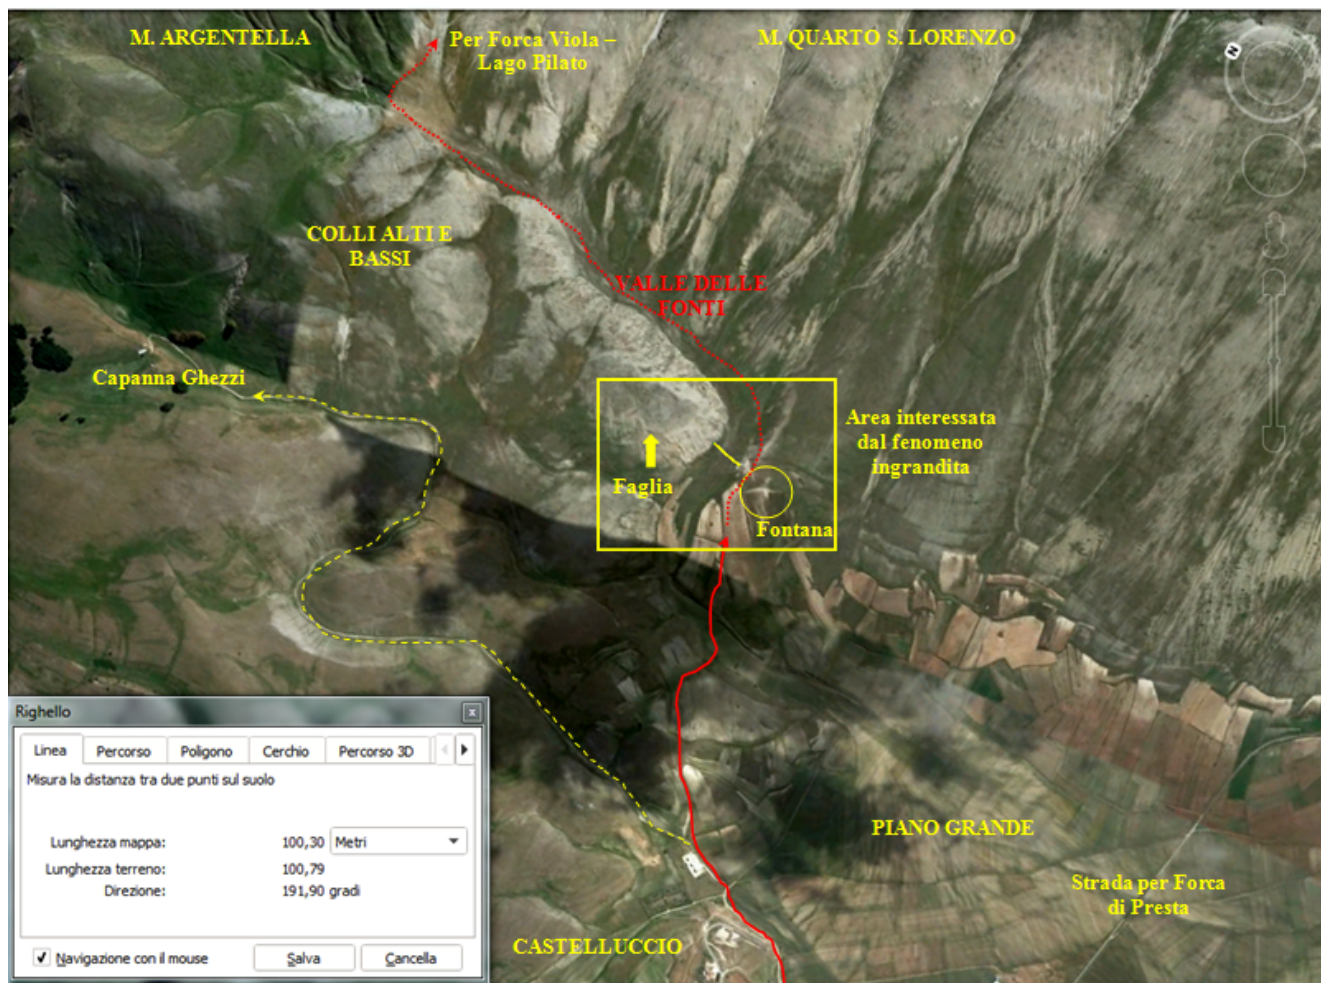 M. ARGENTELLA
Per Forca Viola –
Lago Pilato
M. QUARTO S. LORENZO
N
COLLI ALTI E
BASSI
VALLE DELLE
FONTI
Capanna Ghezzi
Area interessata
dal fenomeno
ingrandita
Faglia
Fontana
Righello
x
Linea Percorso Poligono Cerchio Percorso 3D
Misura la distanza tra due punti sul suolo
Lunghezza mappa: 100,30 Metri
Lunghezza terreno: 100,79
Direzione: 191,90 gradi
Navigazione con il mouse Salva Cancella
PIANO GRANDE
Strada per Forca
di Presta
CASTELLUCCIO